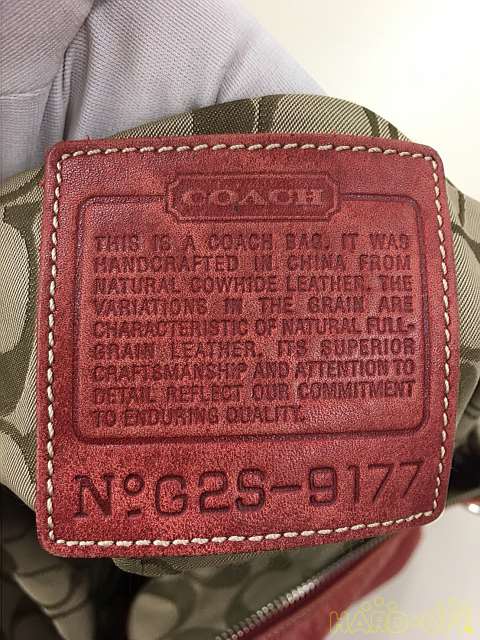 COACH
THIS IS A COACH BAG. IT WAS
HANDCRAFTED IN CHINA FROM
NATURAL COWHIDE LEATHER. THE
VARIATIONS IN THE GRAIN ARE
CHARACTERISTIC OF NATURAL FULL-
GRAIN LEATHER. ITS SUPERIOR
CRAFTSMANSHIP AND ATTENTION TO
DETAIL REFLECT OUR COMMITMENT
TO ENDURING QUALITY.
Nº.G2S-9177
HARD-OFF